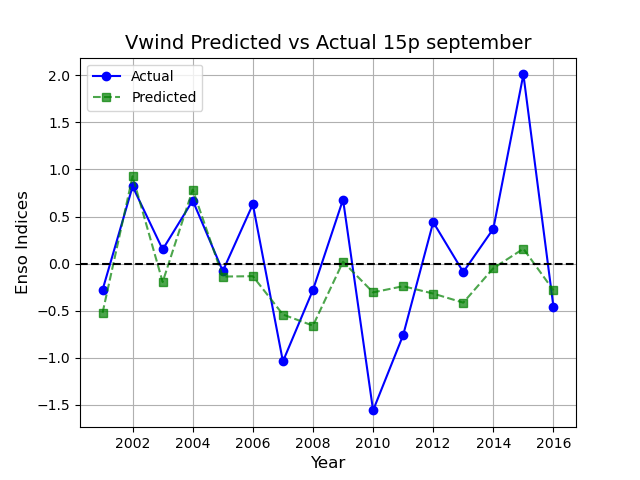 Vwind Predicted vs Actual 15p september
Actual
Predicted
2.0
1.5
1.0
0.5
0.0
−0.5
−1.0
−1.5
Enso Indices
2002 2004 2006 2008 2010 2012 2014 2016
Year